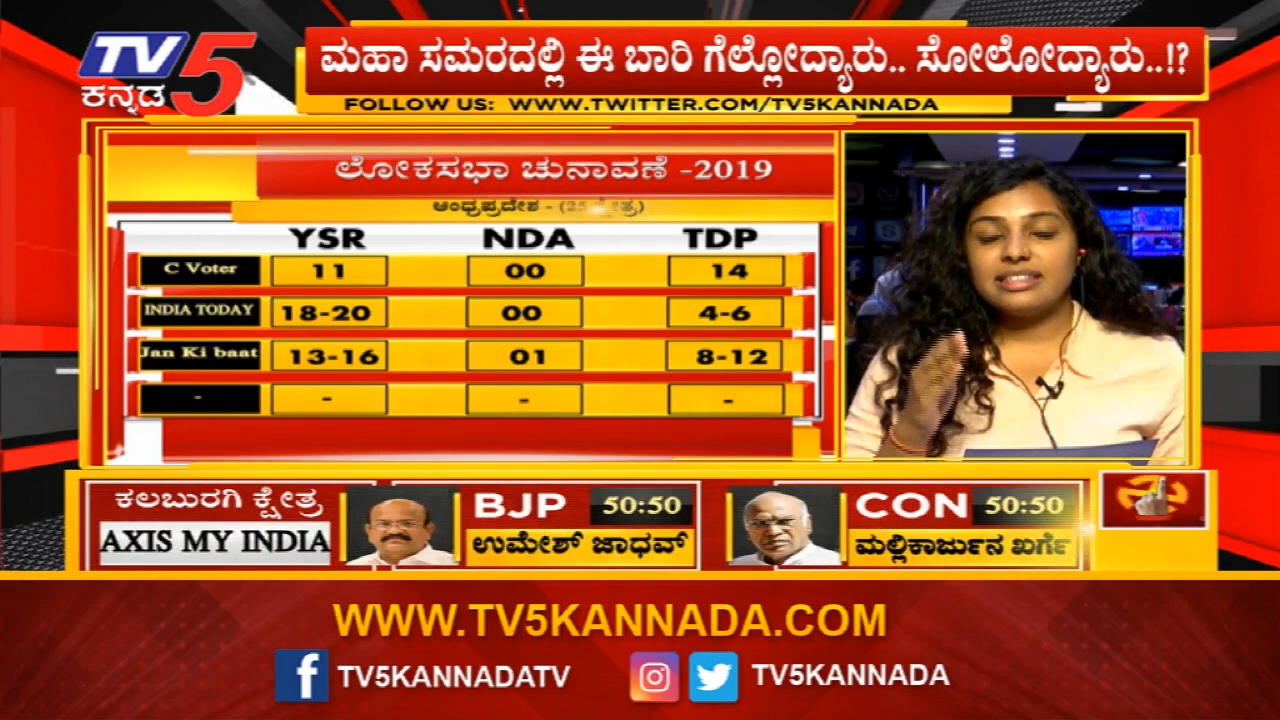 TV5
ಕನ್ನಡ
ಮಹಾ ಸಮರದಲ್ಲಿ ಈ ಬಾರಿ ಗೆಲ್ಲೋದ್ಯಾರು.. ಸೋಲೋದ್ಯಾರು..!?
FOLLOW US: WWW.TWITTER.COM/TV5KANNADA
ಲೋಕಸಭಾ ಚುನಾವಣೆ -2019
ಆಂಧ್ರಪ್ರದೇಶ - (25 ಕ್ಷೇತ್ರ)
YSR NDA TDP
C Voter 11 00 14
INDIA TODAY 18-20 00 4-6
Jan Ki baat 13-16 01 8-12
- - - -
ಕಲಬುರಗಿ ಕ್ಷೇತ್ರ
AXIS MY INDIA
BJP 50:50
ಉಮೇಶ್ ಜಾಧವ್
CON 50:50
ಮಲ್ಲಿಕಾರ್ಜುನ ಖರ್ಗೆ
WWW.TV5KANNADA.COM
f TV5KANNADATV
TV5KANNADA